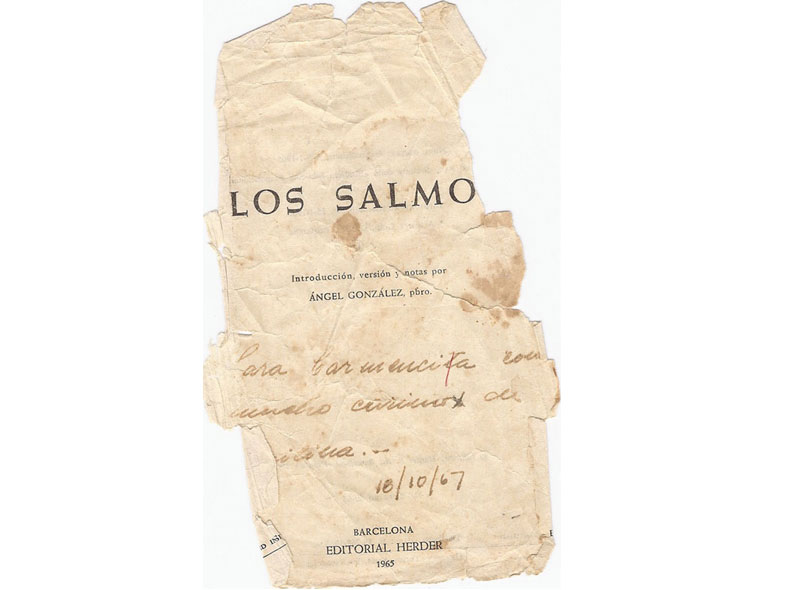 LOS SALMO
Introducción, versión y notas por
ÁNGEL GONZÁLEZ, pbro.
Para Carmencita con
mucho cariño de
18/10/67
BARCELONA
EDITORIAL HERDER
1965